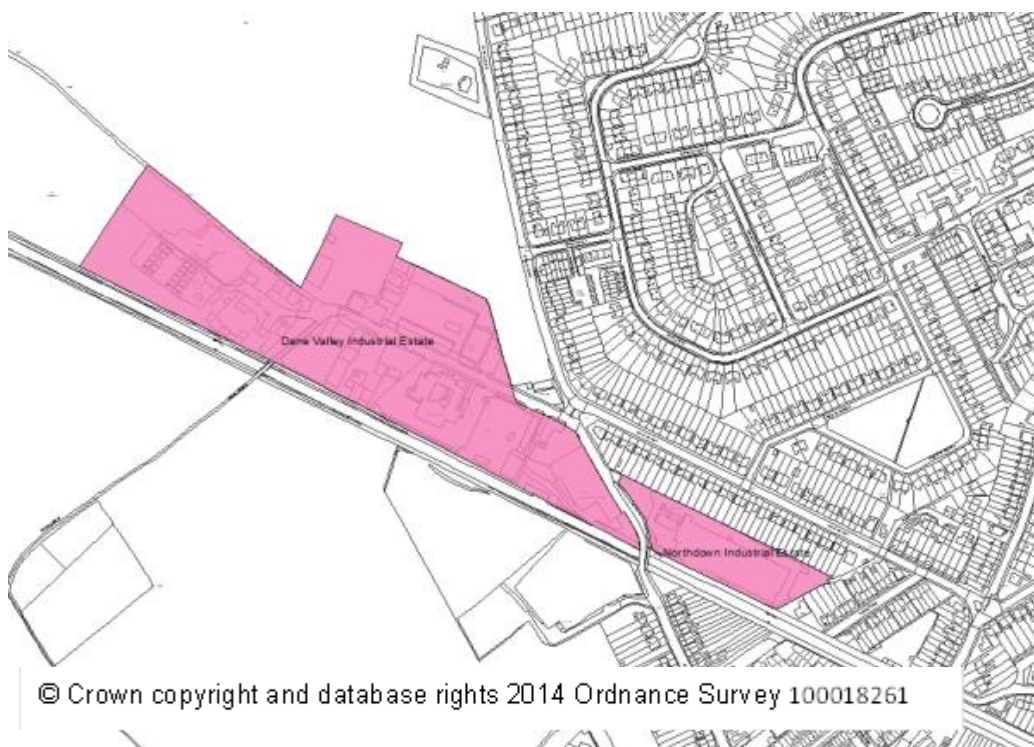 Dane Valley Industrial Estate
Northdown Industrial Estate
© Crown copyright and database rights 2014 Ordnance Survey 100018261